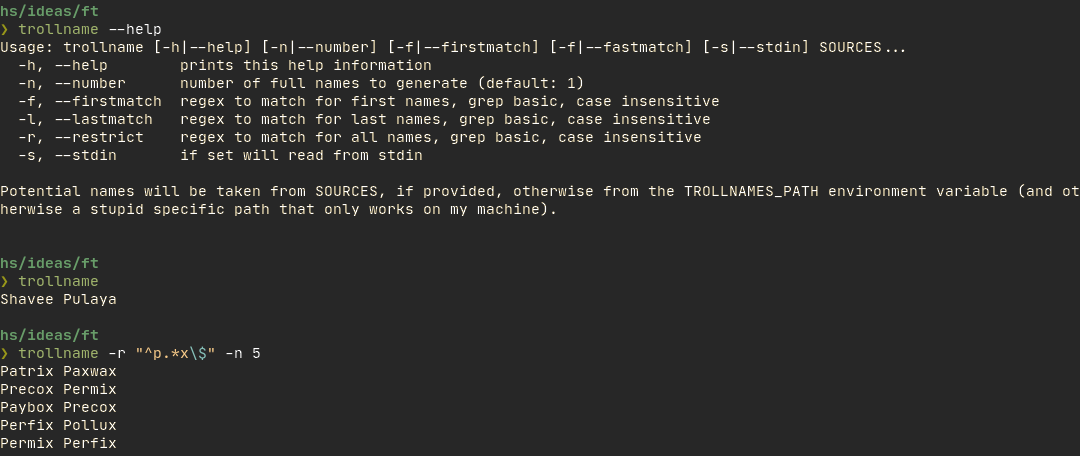 hs/ideas/ft
❯ trollname --help
Usage: trollname [-h|--help] [-n|--number] [-f|--firstmatch] [-f|--fastmatch] [-s|--stdin] SOURCES...
  -h, --help        prints this help information
  -n, --number      number of full names to generate (default: 1)
  -f, --firstmatch  regex to match for first names, grep basic, case insensitive
  -l, --lastmatch   regex to match for last names, grep basic, case insensitive
  -r, --restrict    regex to match for all names, grep basic, case insensitive
  -s, --stdin       if set will read from stdin
Potential names will be taken from SOURCES, if provided, otherwise from the TROLLNAMES_PATH environment variable (and ot
herwise a stupid specific path that only works on my machine).
hs/ideas/ft
❯ trollname
Shavee Pulaya
hs/ideas/ft
❯ trollname -r "^p.*x\$" -n 5
Patrix Paxwax
Precox Permix
Paybox Precox
Perfix Pollux
Permix Perfix